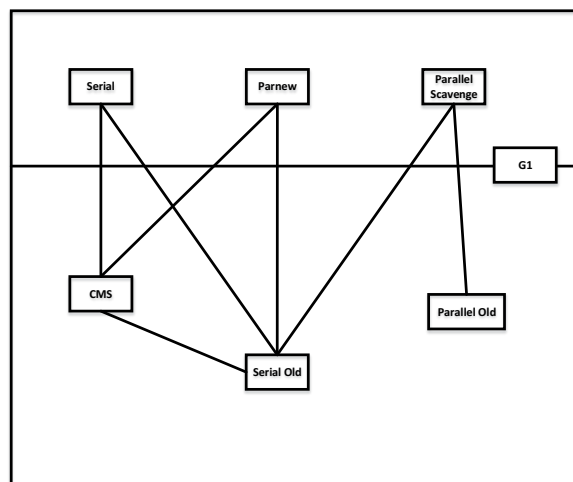 Serial
Parnew
Parallel
Scavenge
G1
CMS
Parallel Old
Serial Old